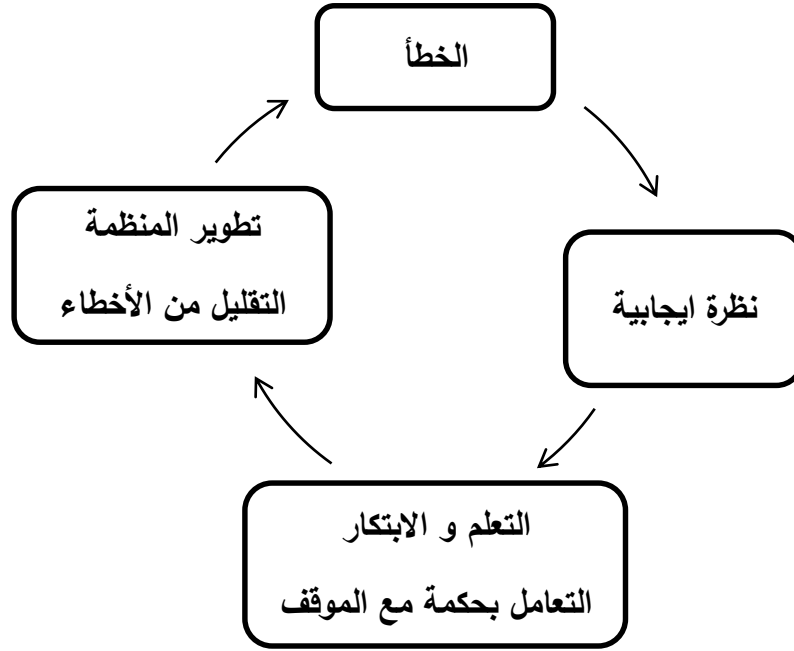 الخطأ
نظرة ايجابية
التعلم و الابتكار
التعامل بحكمة مع الموقف
تطوير المنظمة
التقليل من الأخطاء